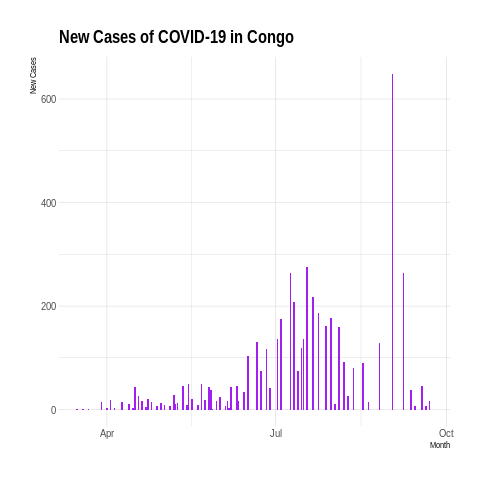 New Cases of COVID-19 in Congo
New Cases
600
400
200
0
Apr
Jul
Oct
Month